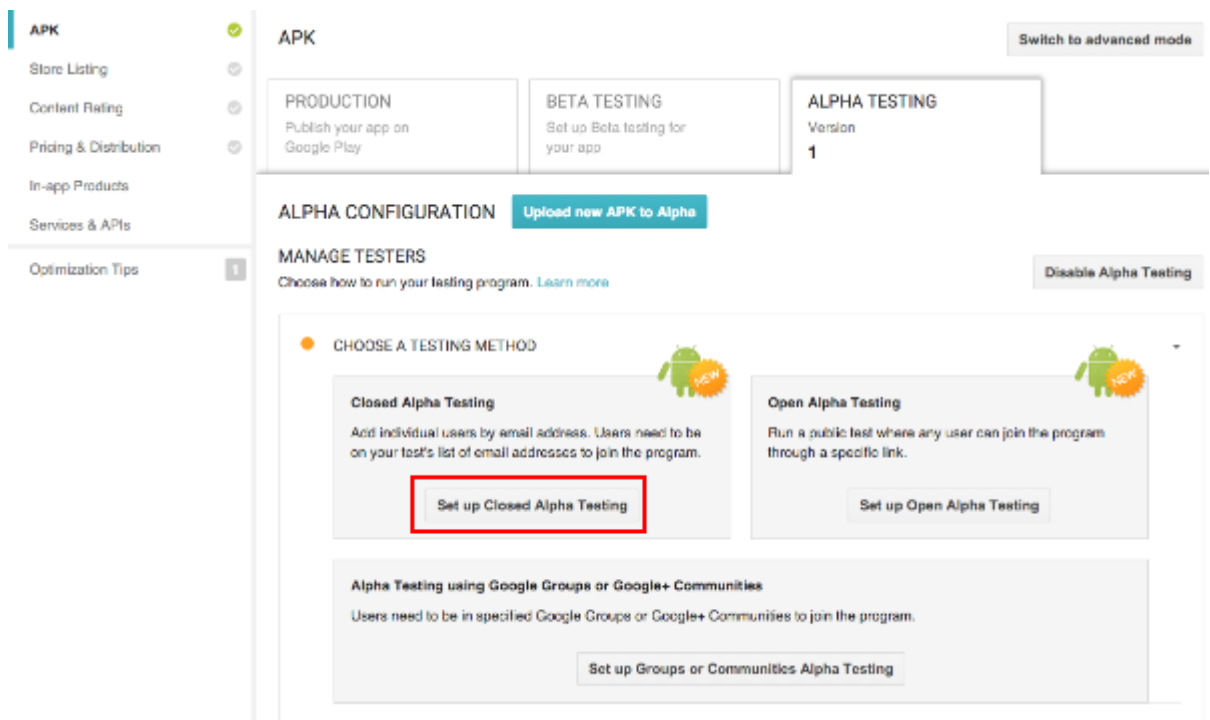 APK
Store Listing
Content Rating
Pricing & Distribution
In-app Products
Services & APIs
Optimization Tips
1
APK
Switch to advanced mode
PRODUCTION
Publish your app on
Google Play
BETA TESTING
Set up Beta testing for
your app
ALPHA TESTING
Version
1
ALPHA CONFIGURATION
Upload new APK to Alpha
MANAGE TESTERS
Choose how to run your testing program. Learn more
Disable Alpha Testing
CHOOSE A TESTING METHOD
NEW
Closed Alpha Testing
Add individual users by email address. Users need to be
on your test's list of email addresses to join the program.
Set up Closed Alpha Testing
NEW
Open Alpha Testing
Run a public test where any user can join the program
through a specific link.
Set up Open Alpha Testing
Alpha Testing using Google Groups or Google+ Communities
Users need to be in specified Google Groups or Google+ Communities to join the program.
Set up Groups or Communities Alpha Testing